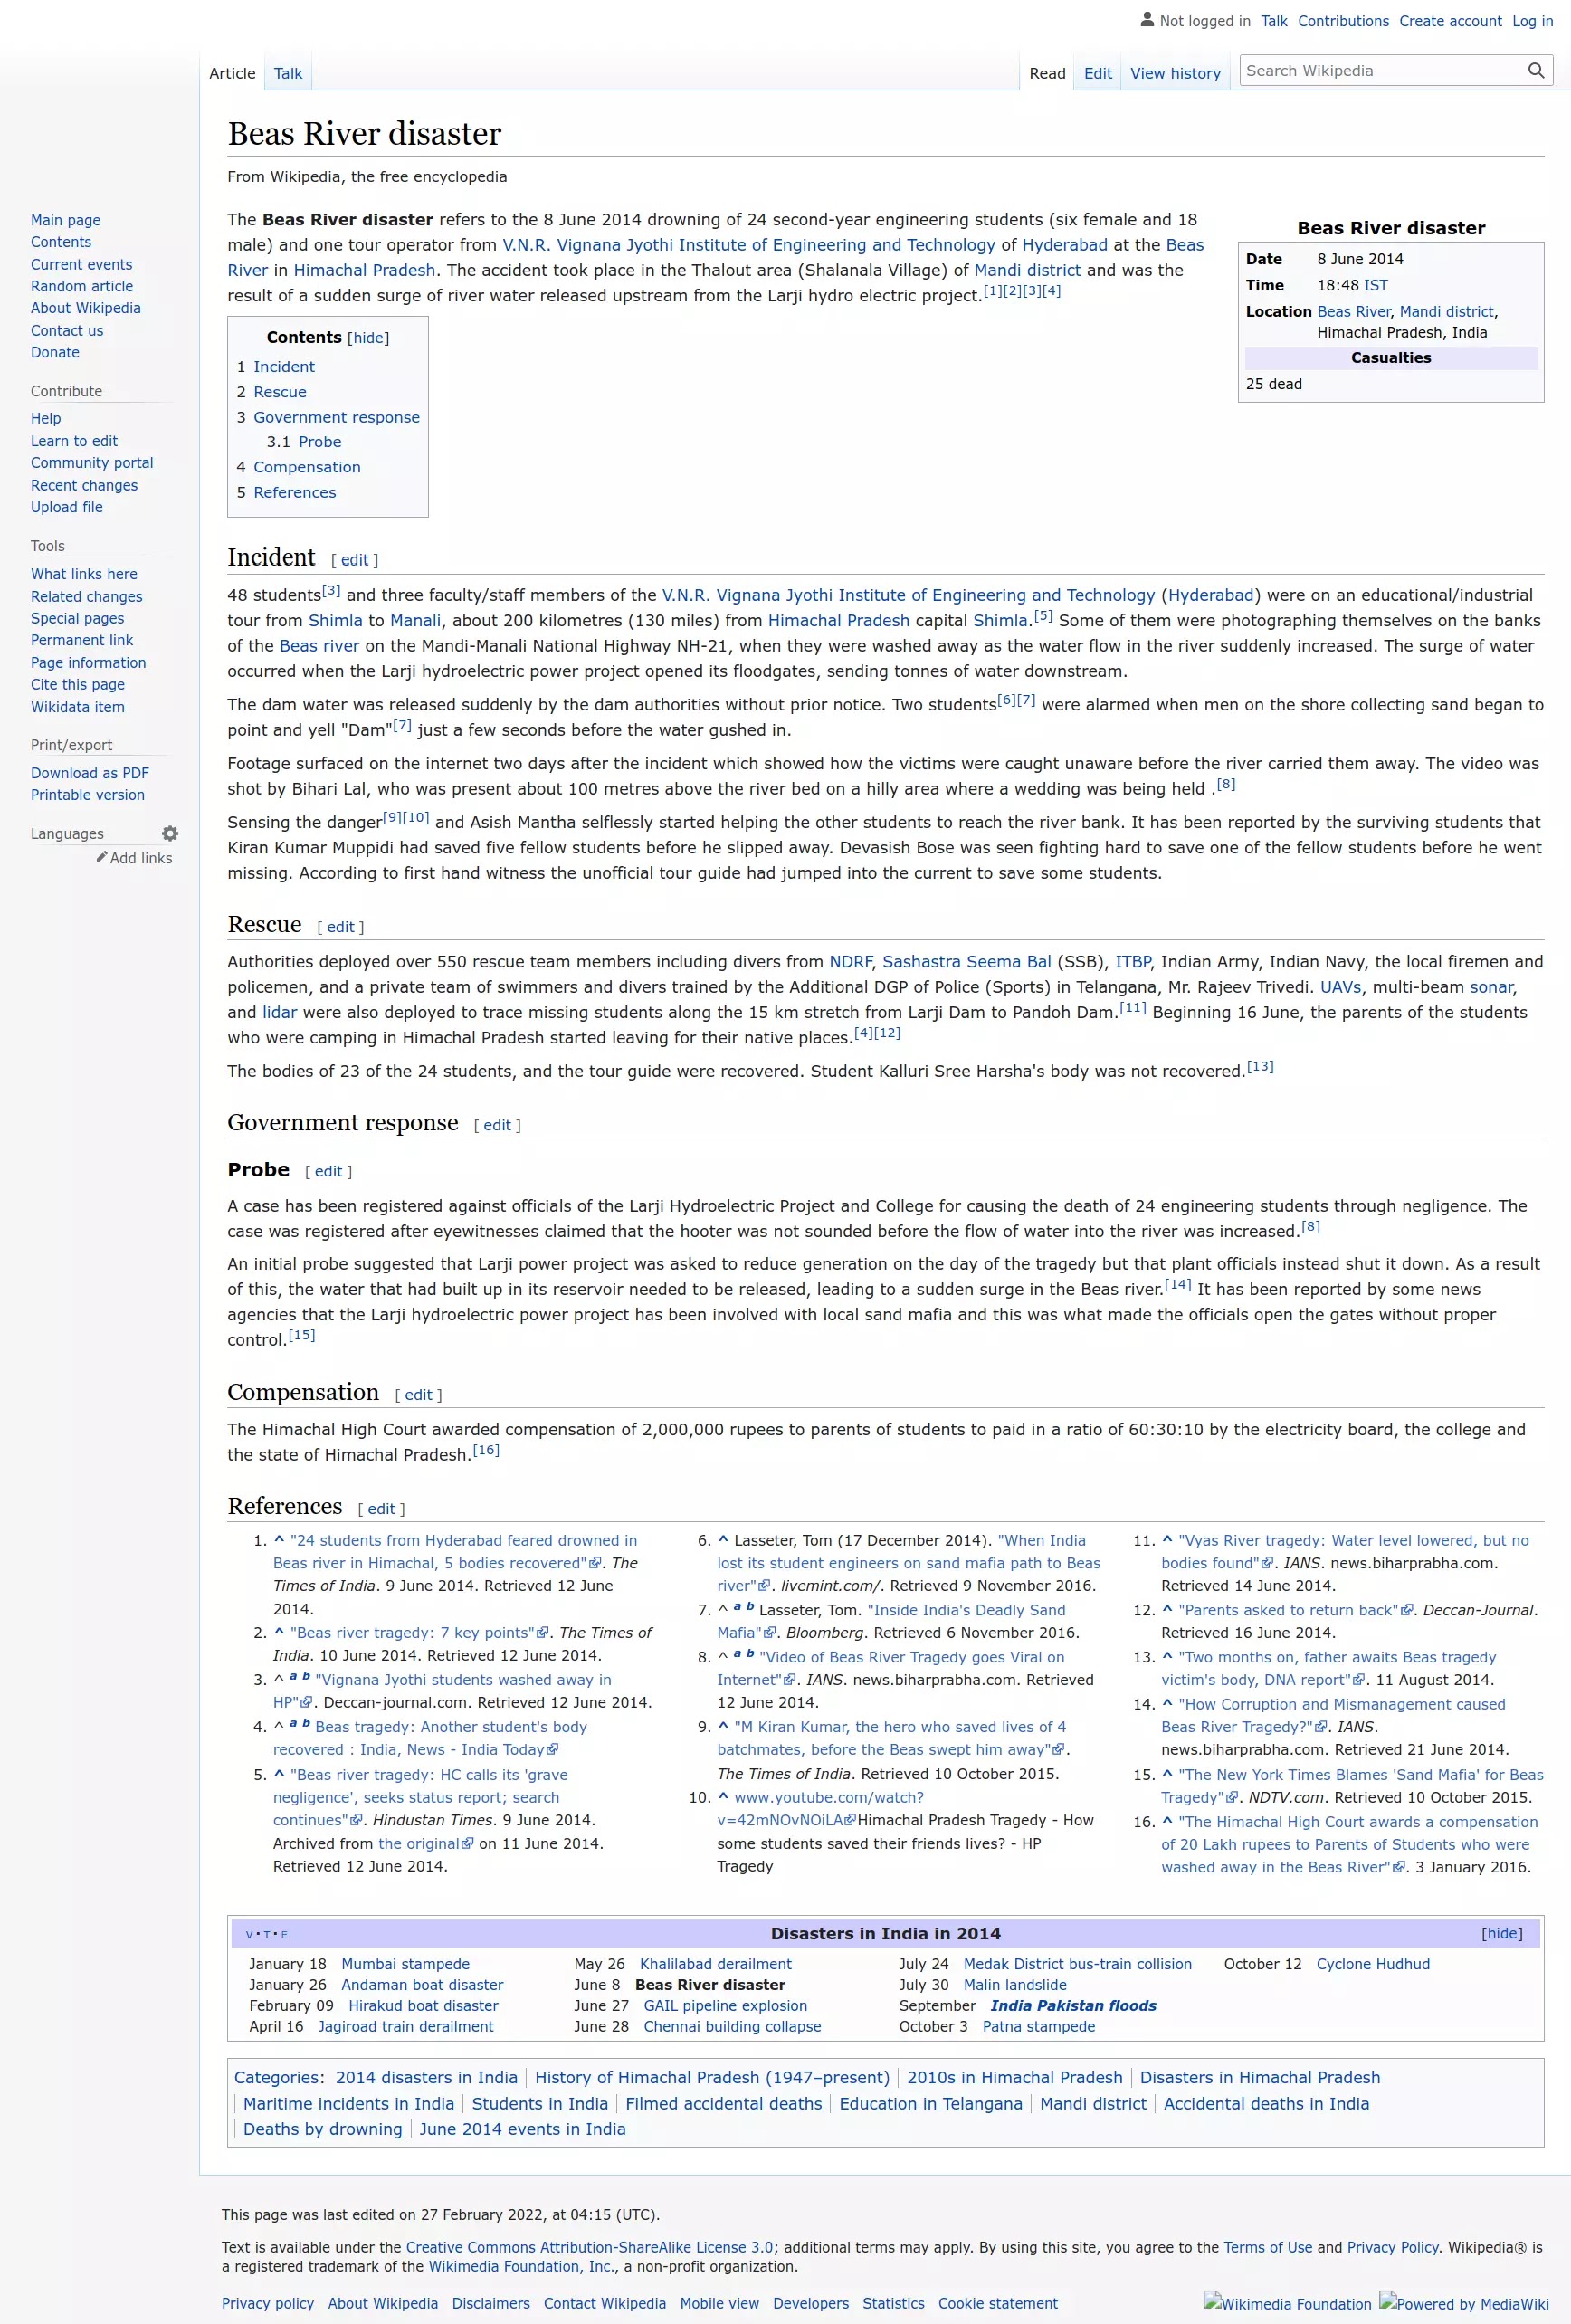 Not logged in Talk Contributions Create account Log in
Article Talk Read Edit View history Search Wikipedia
Beas River disaster
From Wikipedia, the free encyclopedia
Main page
Contents
Current events
Random article
About Wikipedia
Contact us
Donate
Contribute
Help
Learn to edit
Community portal
Recent changes
Upload file
Tools
What links here
Related changes
Special pages
Permanent link
Page information
Cite this page
Wikidata item
Print/export
Download as PDF
Printable version
Languages
Add links
The Beas River disaster refers to the 8 June 2014 drowning of 24 second-year engineering students (six female and 18
male) and one tour operator from V.N.R. Vignana Jyothi Institute of Engineering and Technology of Hyderabad at the Beas
River in Himachal Pradesh. The accident took place in the Thalout area (Shalanala Village) of Mandi district and was the
result of a sudden surge of river water released upstream from the Larji hydro electric project.[1][2][3][4]
Beas River disaster
Date 8 June 2014
Time 18:48 IST
Location Beas River, Mandi district,
Himachal Pradesh, India
Casualties
25 dead
Contents [hide]
1 Incident
2 Rescue
3 Government response
3.1 Probe
4 Compensation
5 References
Incident [ edit ]
48 students[3] and three faculty/staff members of the V.N.R. Vignana Jyothi Institute of Engineering and Technology (Hyderabad) were on an educational/industrial
tour from Shimla to Manali, about 200 kilometres (130 miles) from Himachal Pradesh capital Shimla.[5] Some of them were photographing themselves on the banks
of the Beas river on the Mandi-Manali National Highway NH-21, when they were washed away as the water flow in the river suddenly increased. The surge of water
occurred when the Larji hydroelectric power project opened its floodgates, sending tonnes of water downstream.
The dam water was released suddenly by the dam authorities without prior notice. Two students[6][7] were alarmed when men on the shore collecting sand began to
point and yell "Dam"[7] just a few seconds before the water gushed in.
Footage surfaced on the internet two days after the incident which showed how the victims were caught unaware before the river carried them away. The video was
shot by Bihari Lal, who was present about 100 metres above the river bed on a hilly area where a wedding was being held .[8]
Sensing the danger[9][10] and Asish Mantha selflessly started helping the other students to reach the river bank. It has been reported by the surviving students that
Kiran Kumar Muppidi had saved five fellow students before he slipped away. Devasish Bose was seen fighting hard to save one of the fellow students before he went
missing. According to first hand witness the unofficial tour guide had jumped into the current to save some students.
Rescue [ edit ]
Authorities deployed over 550 rescue team members including divers from NDRF, Sashastra Seema Bal (SSB), ITBP, Indian Army, Indian Navy, the local firemen and
policemen, and a private team of swimmers and divers trained by the Additional DGP of Police (Sports) in Telangana, Mr. Rajeev Trivedi. UAVs, multi-beam sonar,
and lidar were also deployed to trace missing students along the 15 km stretch from Larji Dam to Pandoh Dam.[11] Beginning 16 June, the parents of the students
who were camping in Himachal Pradesh started leaving for their native places.[4][12]
The bodies of 23 of the 24 students, and the tour guide were recovered. Student Kalluri Sree Harsha's body was not recovered.[13]
Government response [ edit ]
Probe [ edit ]
A case has been registered against officials of the Larji Hydroelectric Project and College for causing the death of 24 engineering students through negligence. The
case was registered after eyewitnesses claimed that the hooter was not sounded before the flow of water into the river was increased.[8]
An initial probe suggested that Larji power project was asked to reduce generation on the day of the tragedy but that plant officials instead shut it down. As a result
of this, the water that had built up in its reservoir needed to be released, leading to a sudden surge in the Beas river.[14] It has been reported by some news
agencies that the Larji hydroelectric power project has been involved with local sand mafia and this was what made the officials open the gates without proper
control.[15]
Compensation [ edit ]
The Himachal High Court awarded compensation of 2,000,000 rupees to parents of students to paid in a ratio of 60:30:10 by the electricity board, the college and
the state of Himachal Pradesh.[16]
References [ edit ]
1. ^ "24 students from Hyderabad feared drowned in
Beas river in Himachal, 5 bodies recovered". The
Times of India. 9 June 2014. Retrieved 12 June
2014.
2. ^ "Beas river tragedy: 7 key points". The Times of
India. 10 June 2014. Retrieved 12 June 2014.
3. ^ a b "Vignana Jyothi students washed away in
HP". Deccan-journal.com. Retrieved 12 June 2014.
4. ^ a b Beas tragedy: Another student's body
recovered : India, News - India Today
5. ^ "Beas river tragedy: HC calls its 'grave
negligence', seeks status report; search
continues". Hindustan Times. 9 June 2014.
Archived from the original on 11 June 2014.
Retrieved 12 June 2014.
6. ^ Lasseter, Tom (17 December 2014). "When India
lost its student engineers on sand mafia path to Beas
river". livemint.com/. Retrieved 9 November 2016.
7. ^ a b Lasseter, Tom. "Inside India's Deadly Sand
Mafia". Bloomberg. Retrieved 6 November 2016.
8. ^ a b "Video of Beas River Tragedy goes Viral on
Internet". IANS. news.biharprabha.com. Retrieved
12 June 2014.
9. ^ "M Kiran Kumar, the hero who saved lives of 4
batchmates, before the Beas swept him away".
The Times of India. Retrieved 10 October 2015.
10. ^ www.youtube.com/watch?
v=42mNOvNOiLA Himachal Pradesh Tragedy - How
some students saved their friends lives? - HP
Tragedy
11. ^ "Vyas River tragedy: Water level lowered, but no
bodies found". IANS. news.biharprabha.com.
Retrieved 14 June 2014.
12. ^ "Parents asked to return back". Deccan-Journal.
Retrieved 16 June 2014.
13. ^ "Two months on, father awaits Beas tragedy
victim's body, DNA report". 11 August 2014.
14. ^ "How Corruption and Mismanagement caused
Beas River Tragedy?". IANS.
news.biharprabha.com. Retrieved 21 June 2014.
15. ^ "The New York Times Blames 'Sand Mafia' for Beas
Tragedy". NDTV.com. Retrieved 10 October 2015.
16. ^ "The Himachal High Court awards a compensation
of 20 Lakh rupees to Parents of Students who were
washed away in the Beas River". 3 January 2016.
V · T · E Disasters in India in 2014 [hide]
January 18 Mumbai stampede
January 26 Andaman boat disaster
February 09 Hirakud boat disaster
April 16 Jagiroad train derailment
May 26 Khalilabad derailment
June 8 Beas River disaster
June 27 GAIL pipeline explosion
June 28 Chennai building collapse
July 24 Medak District bus-train collision
July 30 Malin landslide
September India Pakistan floods
October 3 Patna stampede
October 12 Cyclone Hudhud
Categories: 2014 disasters in India | History of Himachal Pradesh (1947–present) | 2010s in Himachal Pradesh | Disasters in Himachal Pradesh
| Maritime incidents in India | Students in India | Filmed accidental deaths | Education in Telangana | Mandi district | Accidental deaths in India
| Deaths by drowning | June 2014 events in India
This page was last edited on 27 February 2022, at 04:15 (UTC).
Text is available under the Creative Commons Attribution-ShareAlike License 3.0; additional terms may apply. By using this site, you agree to the Terms of Use and Privacy Policy. Wikipedia® is
a registered trademark of the Wikimedia Foundation, Inc., a non-profit organization.
Privacy policy About Wikipedia Disclaimers Contact Wikipedia Mobile view Developers Statistics Cookie statement Wikimedia Foundation Powered by MediaWiki